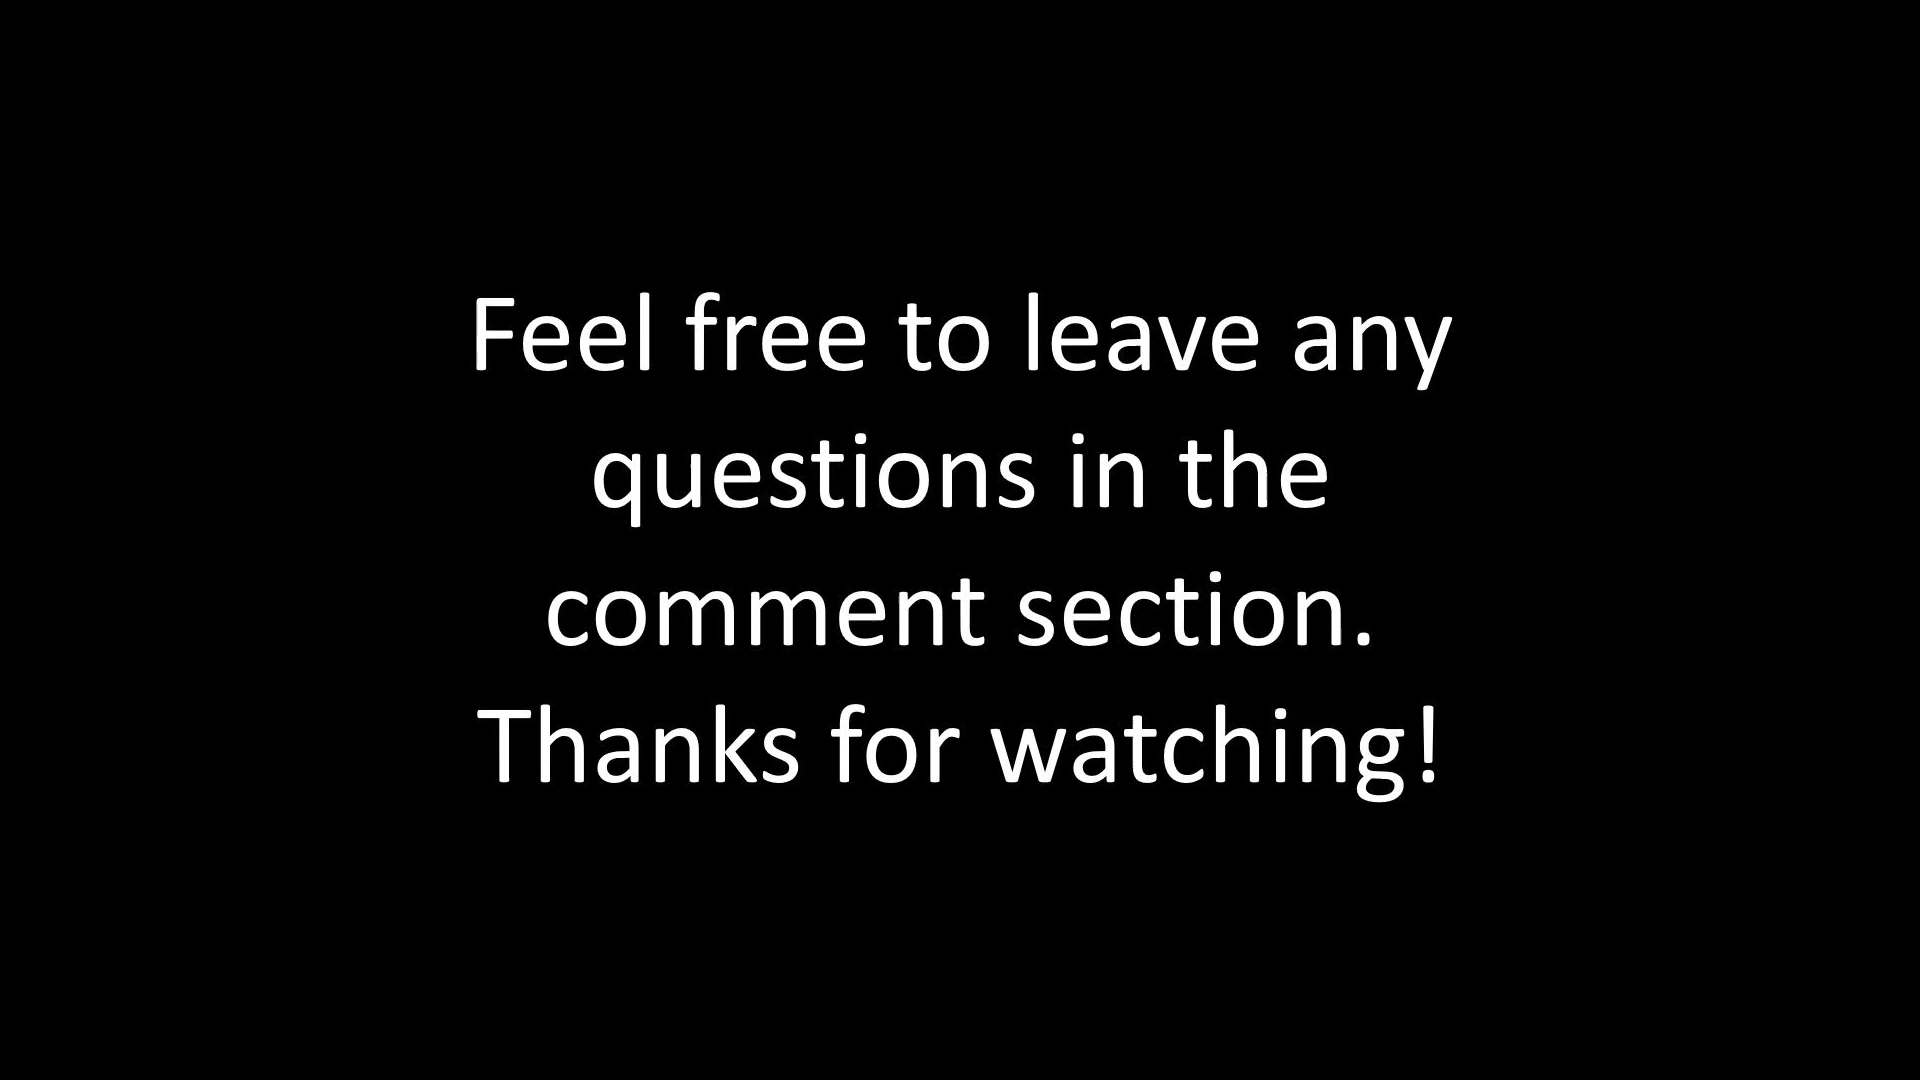 Feel free to leave any
questions in the
comment section.
Thanks for watching!